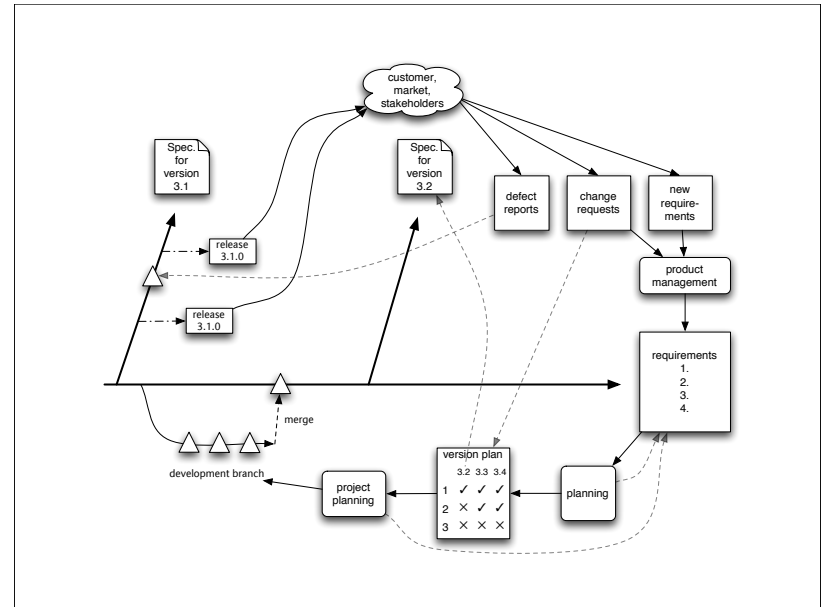 customer,
market,
stakeholders
Spec.
for
version
3.1
Spec.
for
version
3.2
defect
reports
change
requests
new
require-
ments
release
3.1.0
product
management
release
3.1.0
requirements
1.
2.
3.
4.
merge
development branch
project
planning
version plan
3.2 3.3 3.4
1 ✓ ✓ ✓
2 × ✓ ✓
3 × × ×
planning